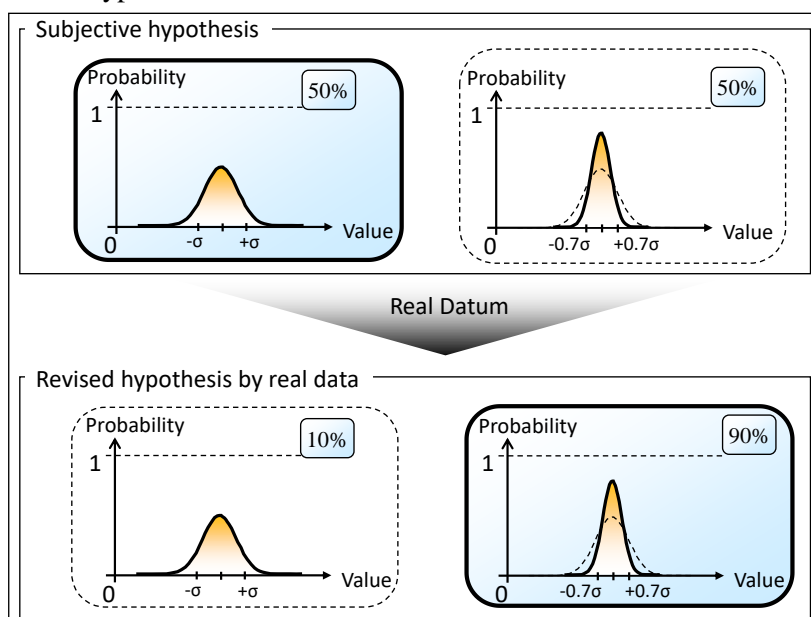 Subjective hypothesis
Probability
50%
1
0
-σ
+σ
Value
Probability
50%
1
0
-0.7σ
+0.7σ
Value
Real Datum
Revised hypothesis by real data
Probability
10%
1
0
-σ
+σ
Value
Probability
90%
1
0
-0.7σ
+0.7σ
Value